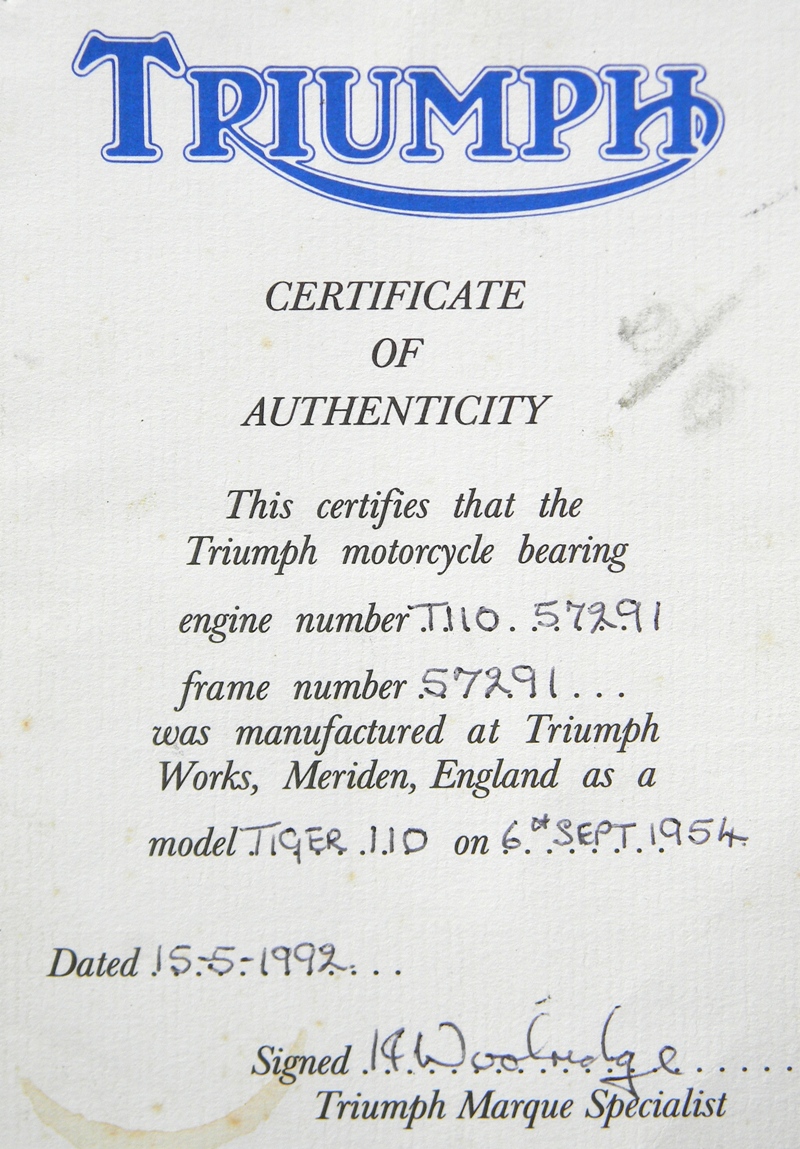 TRIUMPH
CERTIFICATE
OF
AUTHENTICITY
This certifies that the
Triumph motorcycle bearing
engine number T110. 57291
frame number 57291...
was manufactured at Triumph
Works, Meriden, England as a
model TIGER 110 on 6th SEPT. 1954
Dated 15-5-1992...
Signed H Woolridge.....
Triumph Marque Specialist